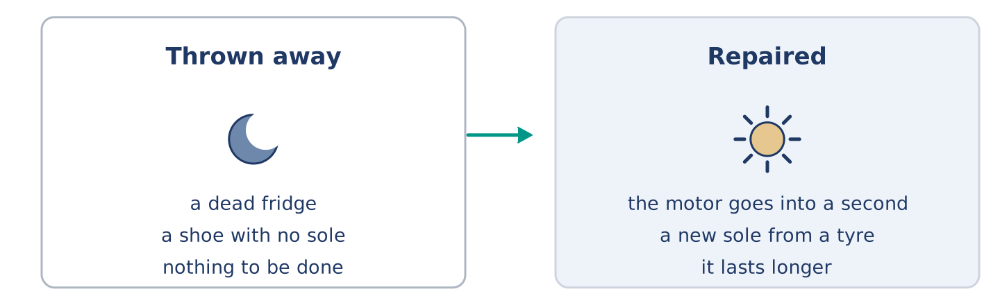 Thrown away
a dead fridge
a shoe with no sole
nothing to be done
Repaired
the motor goes into a second
a new sole from a tyre
it lasts longer